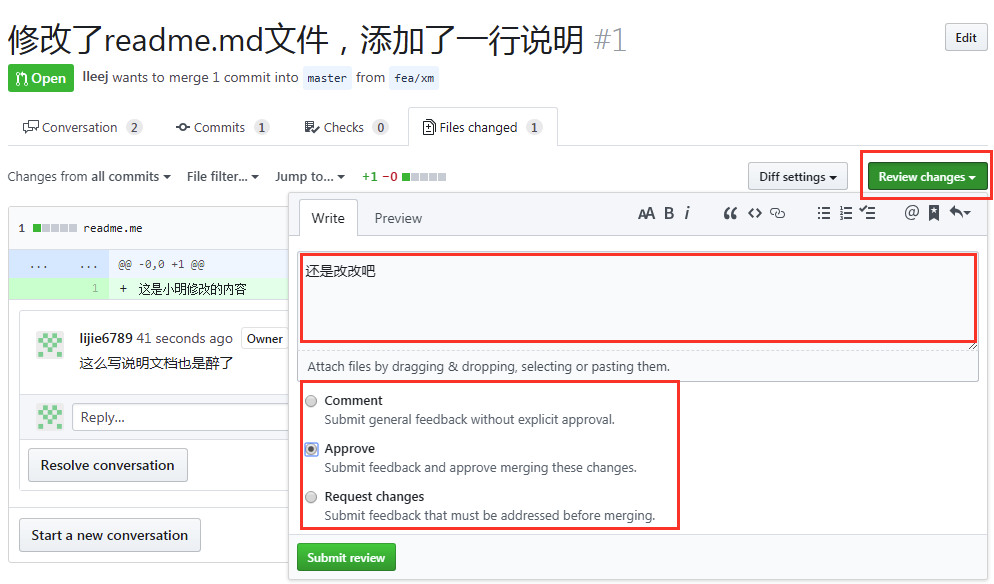 修改了readme.md文件，添加了一行说明 #1
Edit
Open lleej wants to merge 1 commit into master from fea/xm
Conversation 2 Commits 1 Checks 0 Files changed 1
Changes from all commits File filter... Jump to... +1 −0
Diff settings Review changes
1 readme.me
... ... @@ -0,0 +1 @@
1 + 这是小明修改的内容
lijie6789 41 seconds ago Owner
这么写说明文档也是醉了
Reply...
Resolve conversation
Start a new conversation
Write Preview
AA B i “ <> @
还是改改吧
Attach files by dragging & dropping, selecting or pasting them.
Comment
Submit general feedback without explicit approval.
Approve
Submit feedback and approve merging these changes.
Request changes
Submit feedback that must be addressed before merging.
Submit review